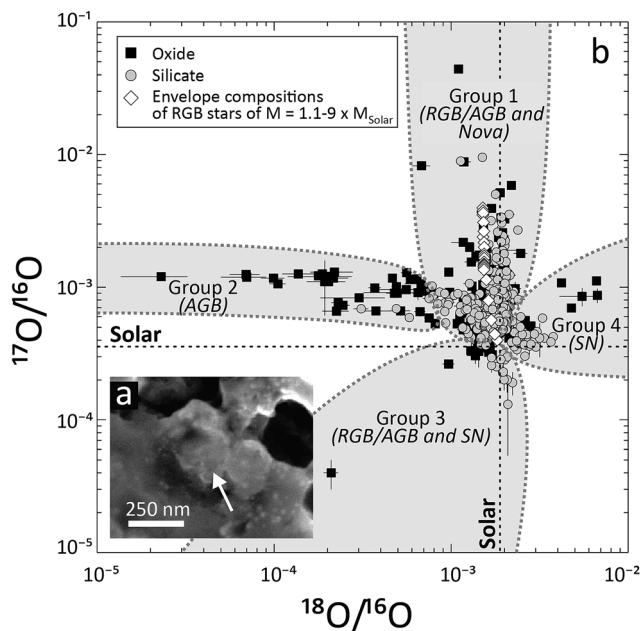 b
Oxide
Silicate
Envelope compositions
of RGB stars of M = 1.1-9 x M_Solar
Group 1
(RGB/AGB and
Nova)
Group 2
(AGB)
Group 4
(SN)
Solar
Group 3
(RGB/AGB and SN)
a
250 nm
Solar
10⁻¹
10⁻²
10⁻³
10⁻⁴
10⁻⁵
¹⁷O/¹⁶O
10⁻⁵
10⁻⁴
10⁻³
10⁻²
¹⁸O/¹⁶O